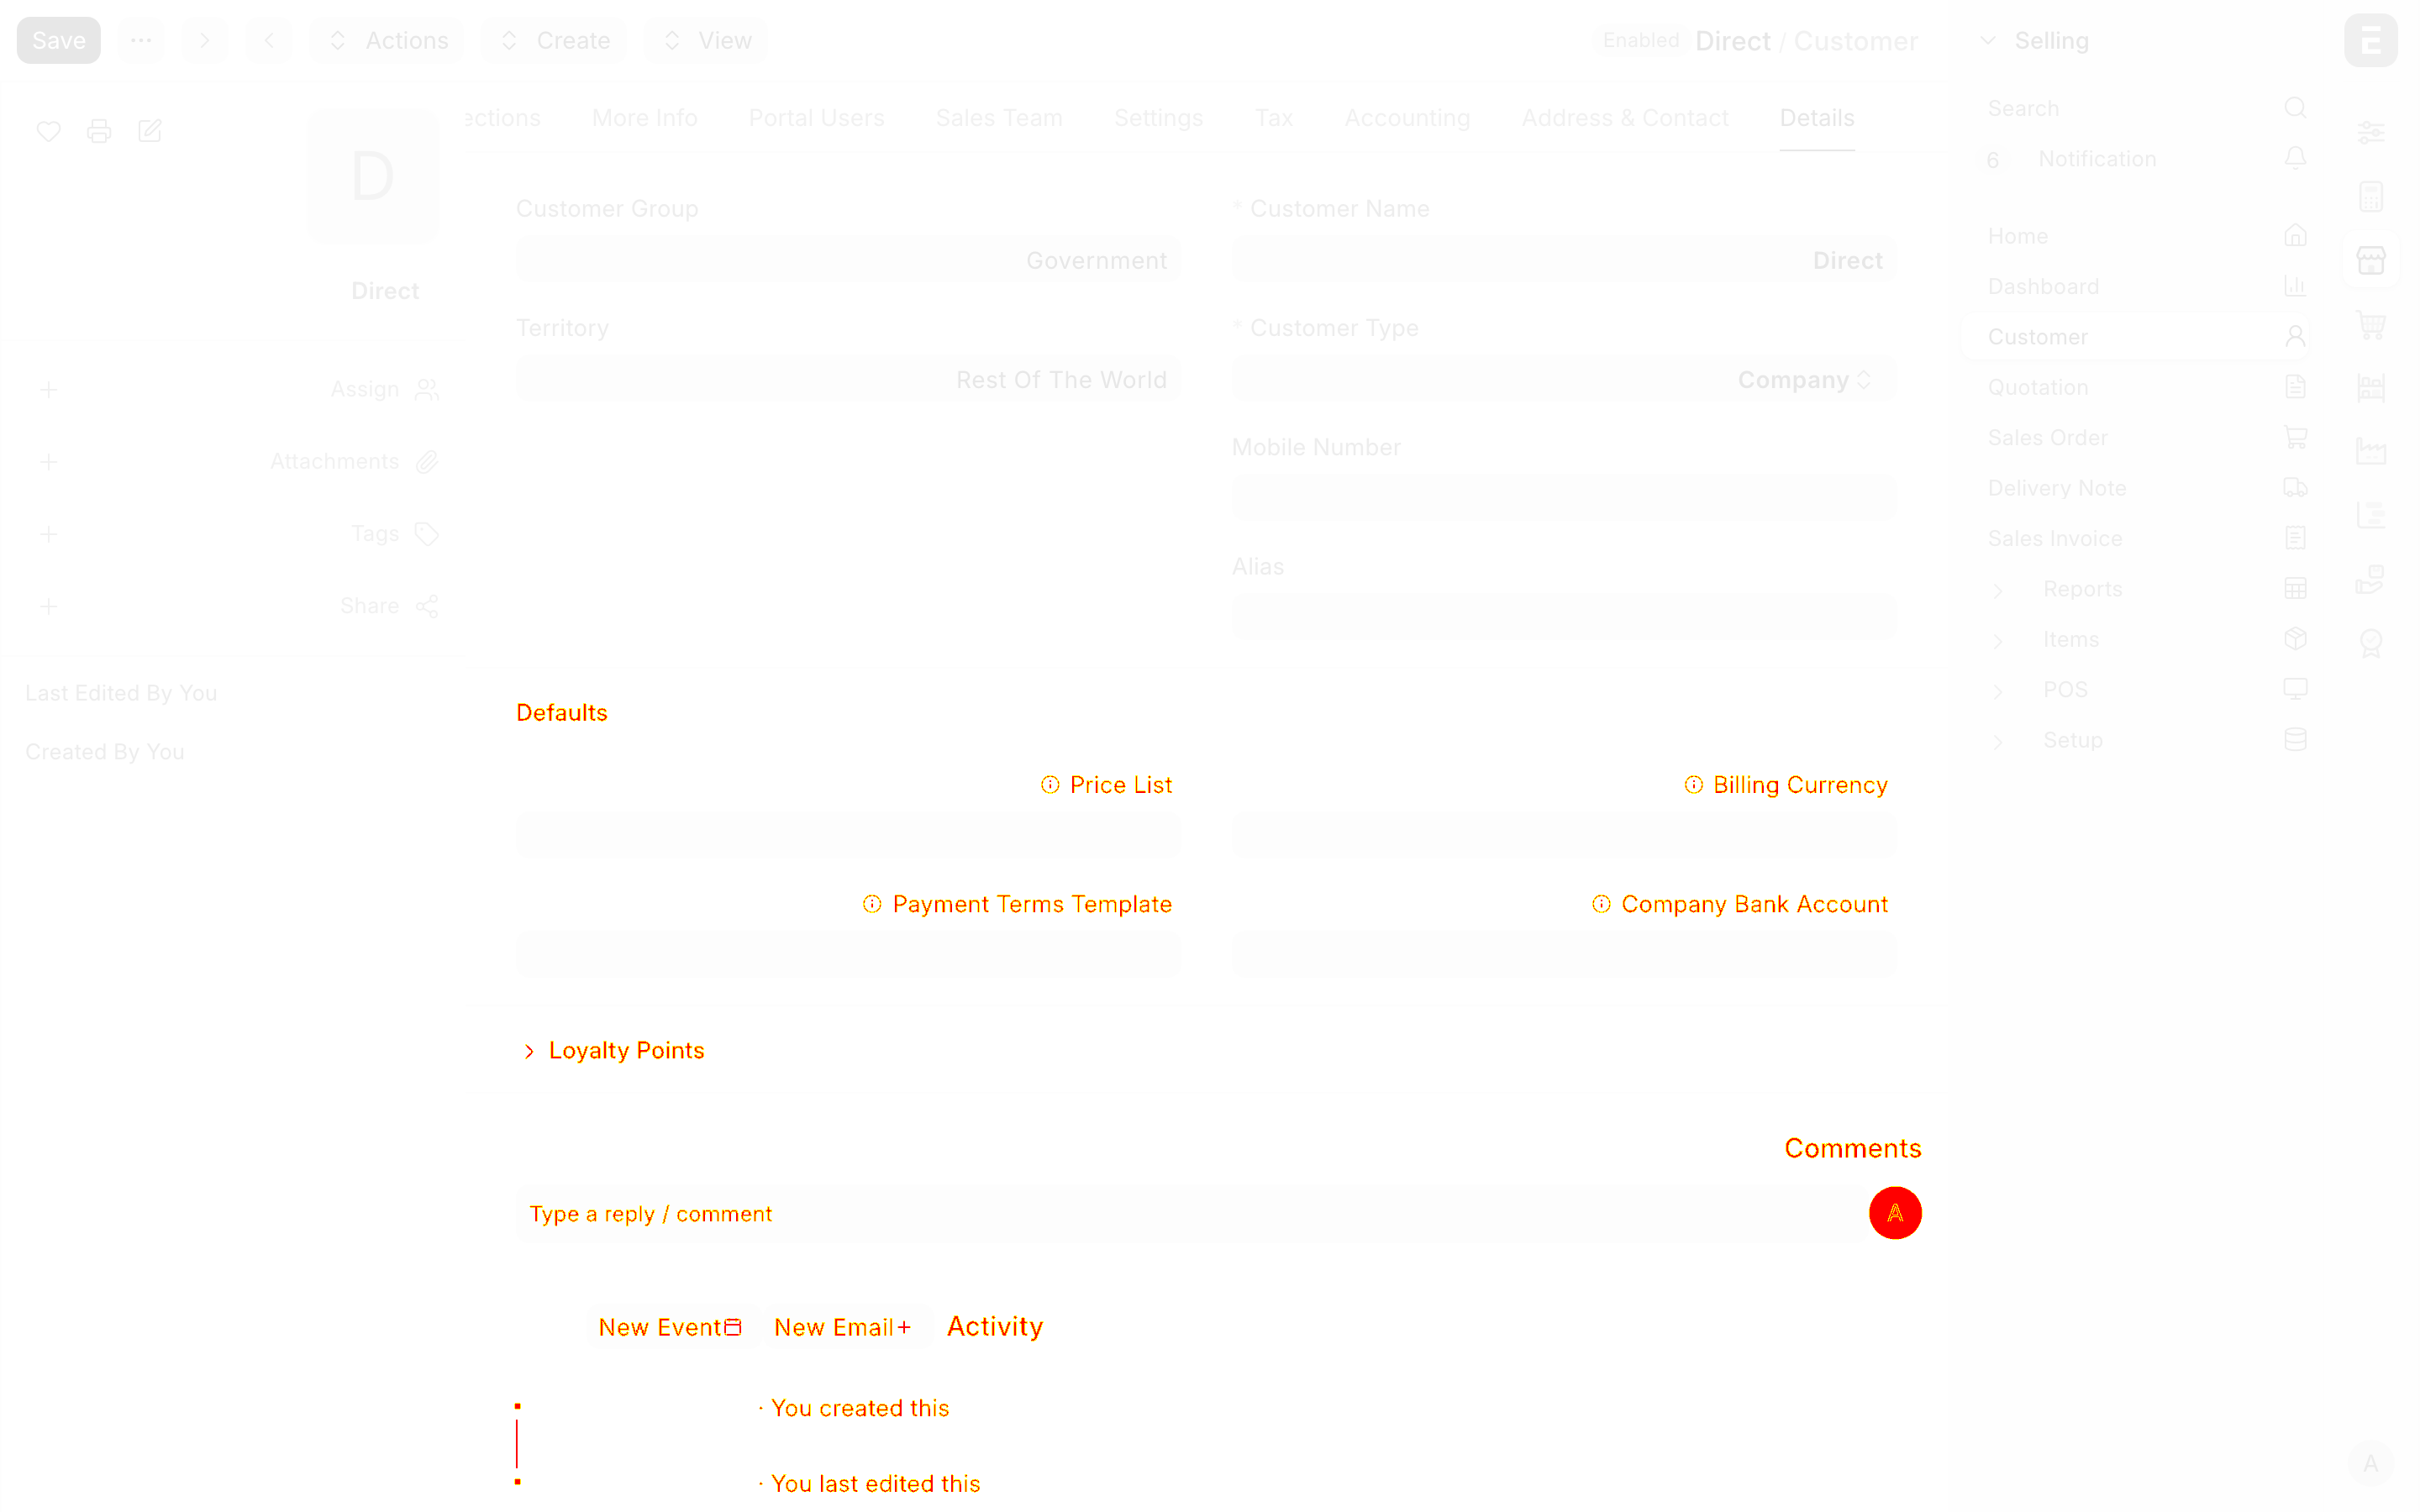 Save
...
Actions
Create
View
Enabled
Direct / Customer
Selling
D
Direct
Assign
Attachments
Tags
Share
Last Edited By You
Created By You
ections
More Info
Portal Users
Sales Team
Settings
Tax
Accounting
Address & Contact
Details
Customer Group
* Customer Name
Government
Direct
Territory
* Customer Type
Rest Of The World
Company
Mobile Number
Alias
Defaults
Price List
Billing Currency
Payment Terms Template
Company Bank Account
Loyalty Points
Comments
Type a reply / comment
A
New Event
New Email +
Activity
· You created this
· You last edited this
Search
6 Notification
Home
Dashboard
Customer
Quotation
Sales Order
Delivery Note
Sales Invoice
Reports
Items
POS
Setup
E
A